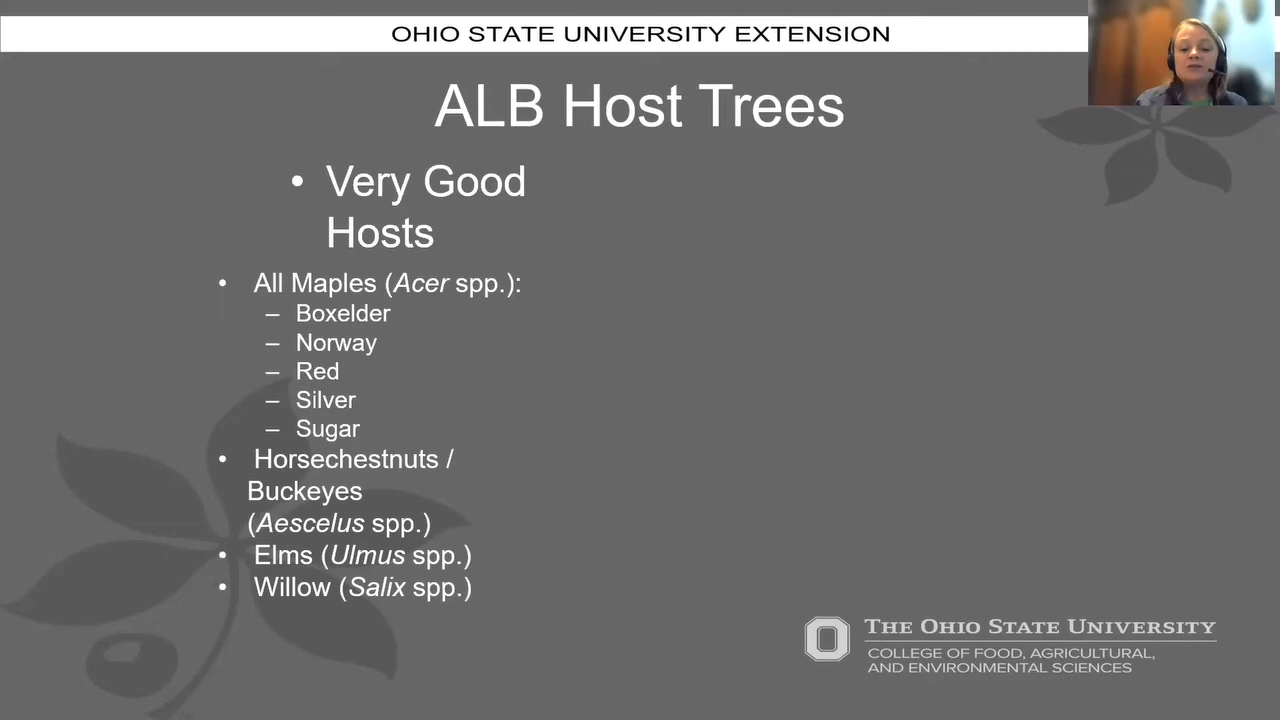 OHIO STATE UNIVERSITY EXTENSION
ALB Host Trees
• Very Good
Hosts
• All Maples (Acer spp.):
– Boxelder
– Norway
– Red
– Silver
– Sugar
• Horsechestnuts /
Buckeyes
(Aescelus spp.)
• Elms (Ulmus spp.)
• Willow (Salix spp.)
THE OHIO STATE UNIVERSITY
COLLEGE OF FOOD, AGRICULTURAL,
AND ENVIRONMENTAL SCIENCES